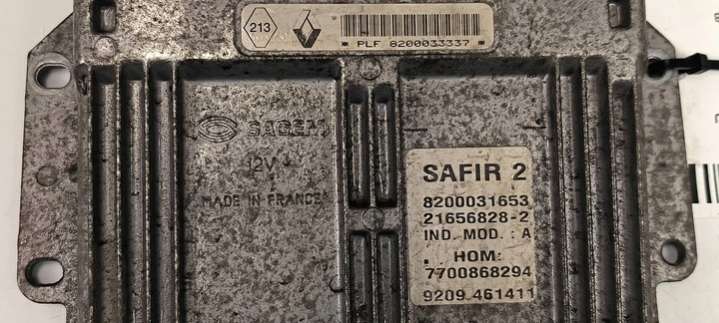 213
PLF 8200033337
SAGEM
12V
MADE IN FRANCE
SAFIR 2
8200031653
21656828-2
IND. MOD. : A
HOM:
7700868294
9209.461411